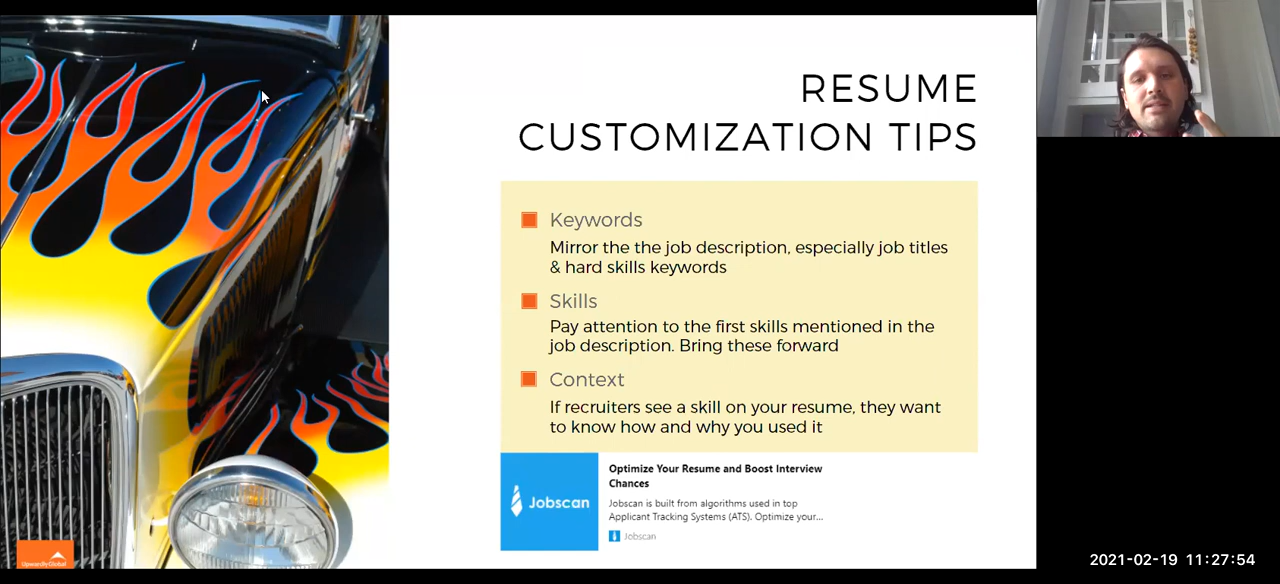 RESUME
CUSTOMIZATION TIPS
Keywords
Mirror the the job description, especially job titles
& hard skills keywords
Skills
Pay attention to the first skills mentioned in the
job description. Bring these forward
Context
If recruiters see a skill on your resume, they want
to know how and why you used it
Jobscan
Optimize Your Resume and Boost Interview
Chances
Jobscan is built from algorithms used in top
Applicant Tracking Systems (ATS). Optimize your...
Jobscan
UpwardlyGlobal
2021-02-19 11:27:54